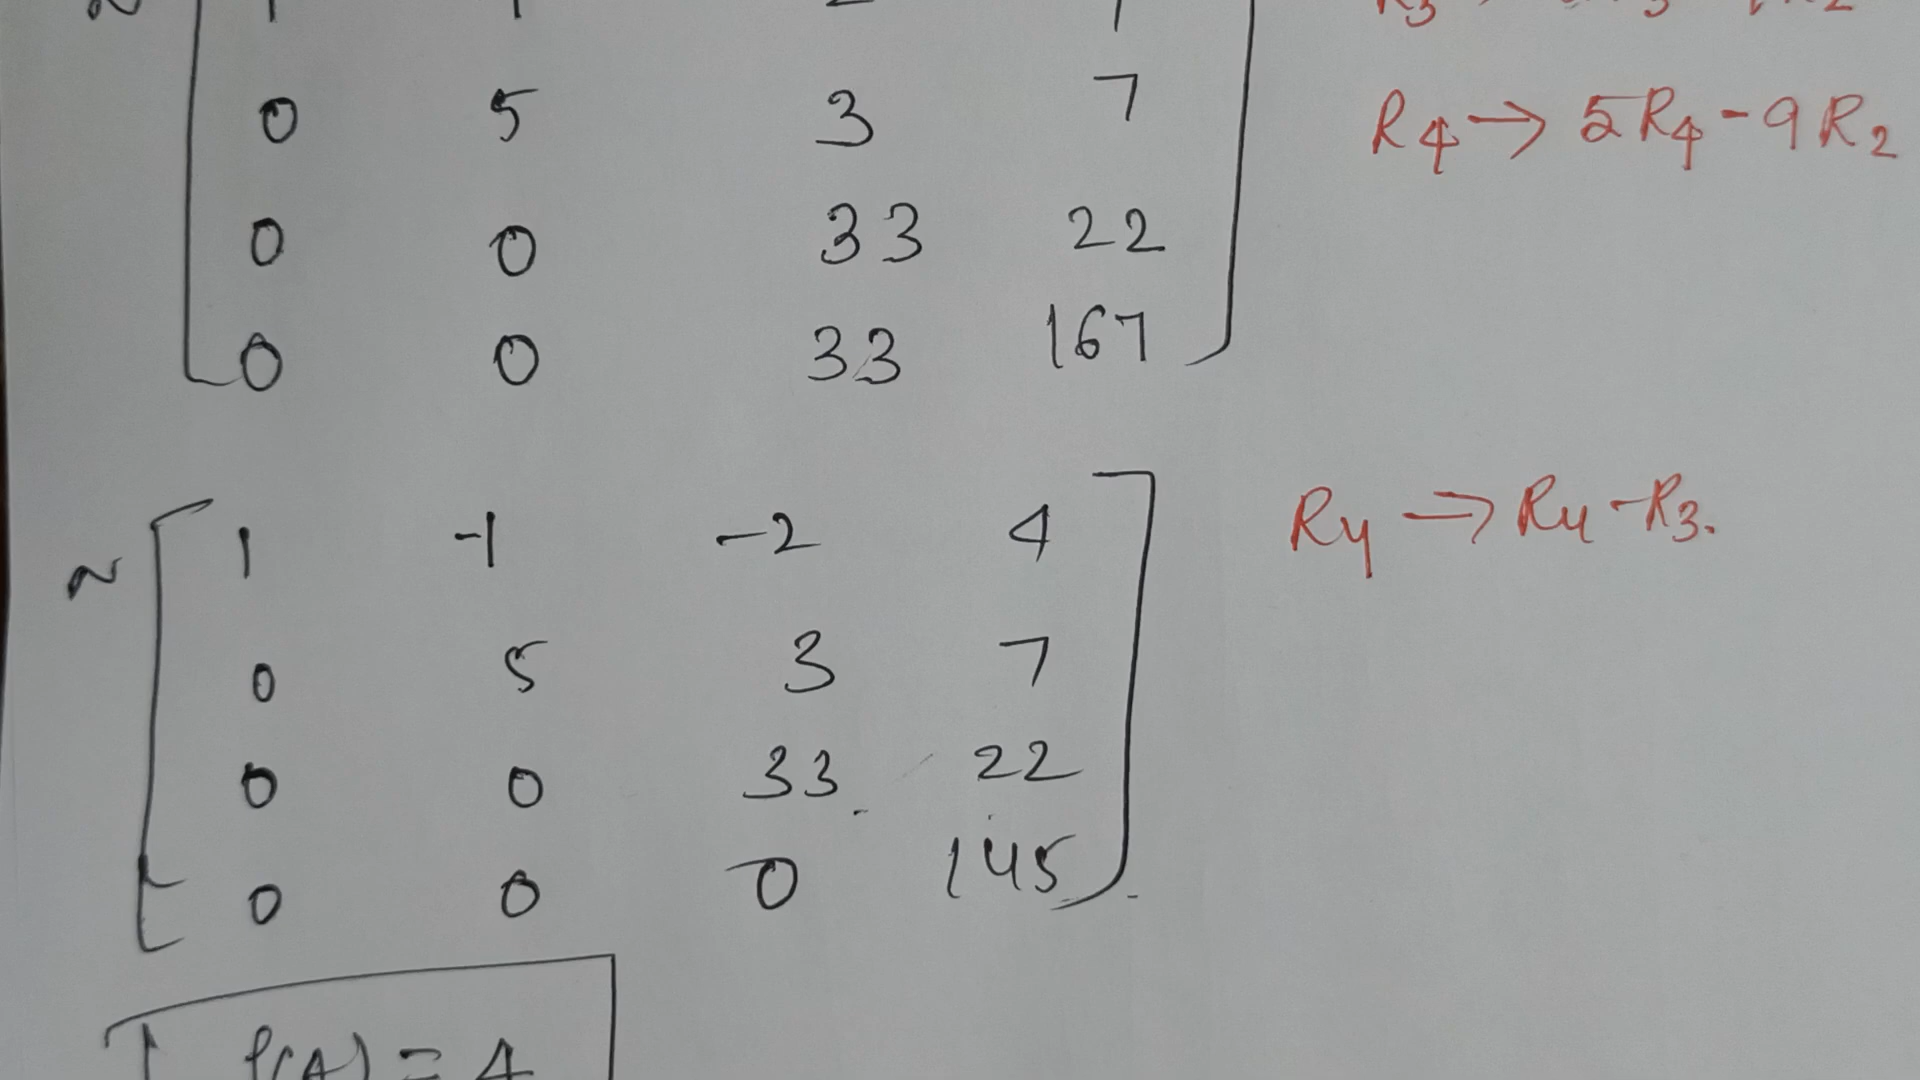 0 5 3 7 R4 → 5R4 - 9R2
0 0 33 22
0 0 33 167
~ 1 -1 -2 4 R4 → R4 - R3.
0 5 3 7
0 0 33 22
0 0 0 145
ρ(A) = 4